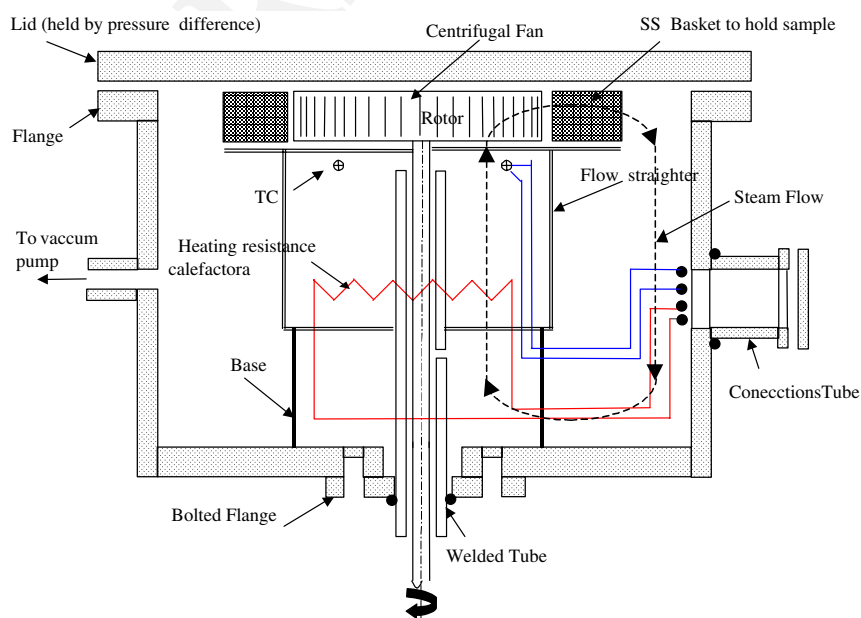 Lid (held by pressure difference)
Centrifugal Fan
SS Basket to hold sample
Flange
Rotor
TC
Flow straighter
Steam Flow
To vaccum
pump
Heating resistance
calefactora
Base
ConecctionsTube
Bolted Flange
Welded Tube